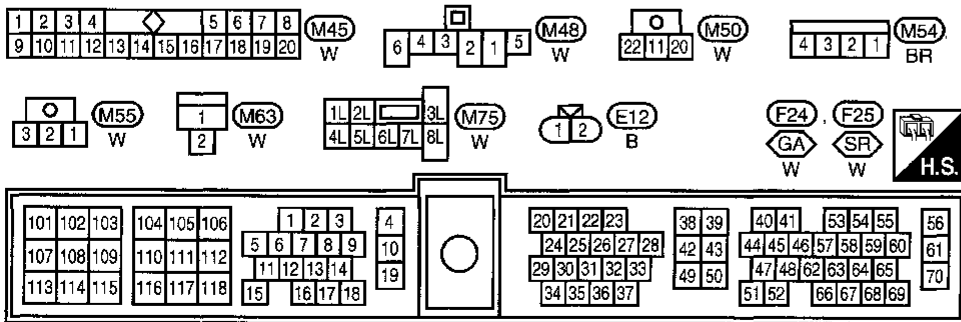 1 2 3 4 5 6 7 8 M45
9 10 11 12 13 14 15 16 17 18 19 20 W
6 4 3 2 1 5 M48
W
22 11 20 M50
W
4 3 2 1 M54
BR
3 2 1 M55
W
1 M63
2 W
1L 2L 3L M75
4L 5L 6L 7L 8L W
1 2 E12
B
F24 , F25
GA SR
W W
H.S.
101 102 103 104 105 106 1 2 3 4 20 21 22 23 38 39 40 41 53 54 55 56
107 108 109 110 111 112 5 6 7 8 9 10 24 25 26 27 28 42 43 44 45 46 57 58 59 60 61
11 12 13 14 19 29 30 31 32 33 49 50 47 48 62 63 64 65 70
113 114 115 116 117 118 15 16 17 18 34 35 36 37 51 52 66 67 68 69